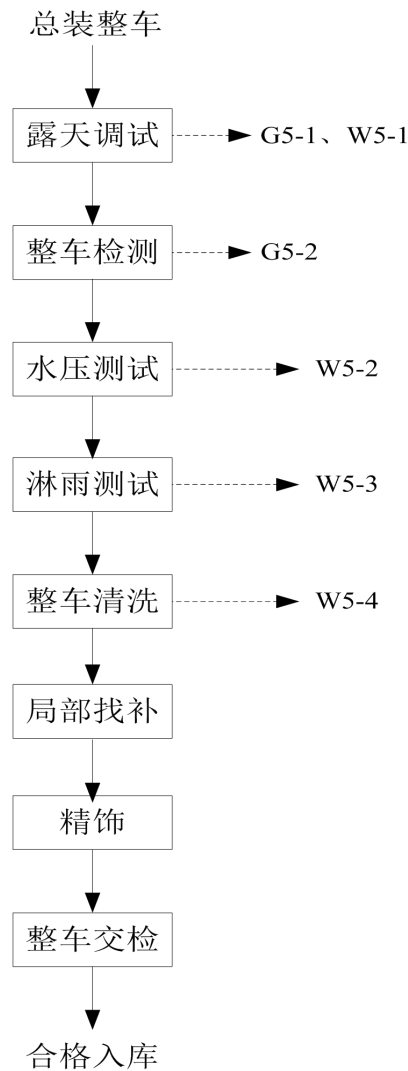 总装整车
露天调试 G5-1、W5-1
整车检测 G5-2
水压测试 W5-2
淋雨测试 W5-3
整车清洗 W5-4
局部找补
精饰
整车交检
合格入库